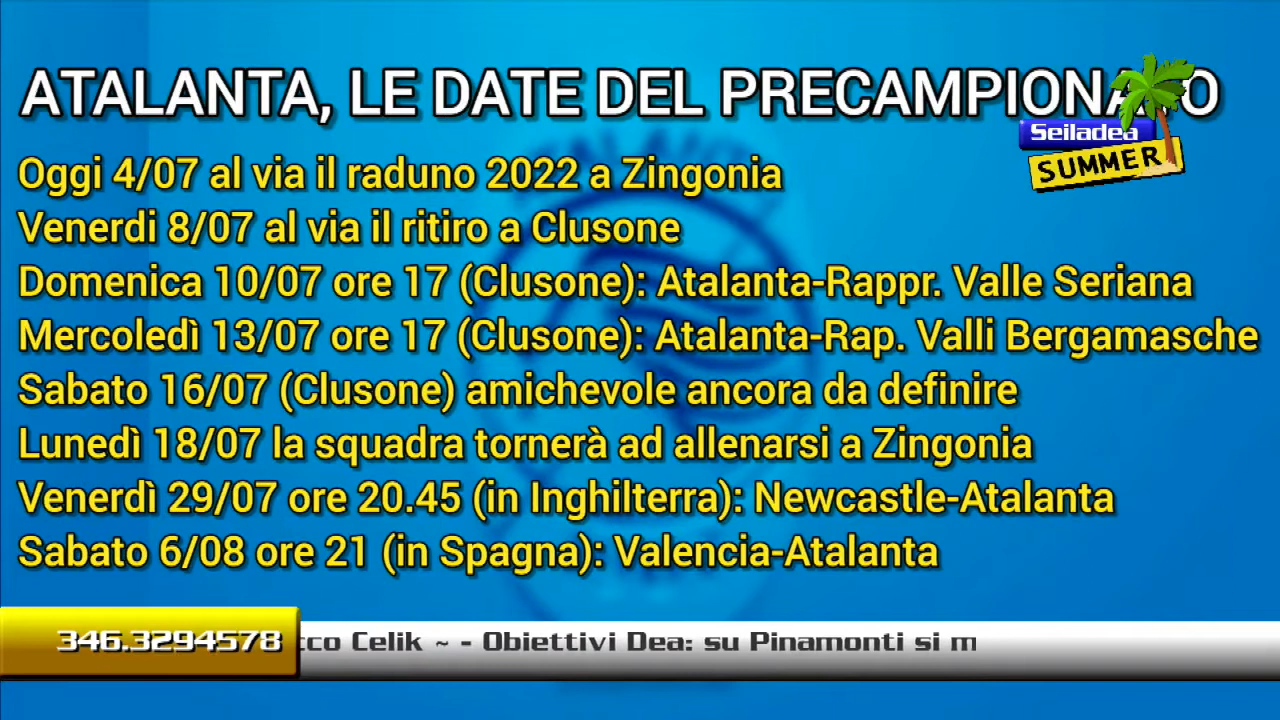 ATALANTA, LE DATE DEL PRECAMPIONATO
Seiladea
SUMMER
Oggi 4/07 al via il raduno 2022 a Zingonia
Venerdi 8/07 al via il ritiro a Clusone
Domenica 10/07 ore 17 (Clusone): Atalanta-Rappr. Valle Seriana
Mercoledì 13/07 ore 17 (Clusone): Atalanta-Rap. Valli Bergamasche
Sabato 16/07 (Clusone) amichevole ancora da definire
Lunedì 18/07 la squadra tornerà ad allenarsi a Zingonia
Venerdì 29/07 ore 20.45 (in Inghilterra): Newcastle-Atalanta
Sabato 6/08 ore 21 (in Spagna): Valencia-Atalanta
346.3294578 cco Celik ~ - Obiettivi Dea: su Pinamonti si m